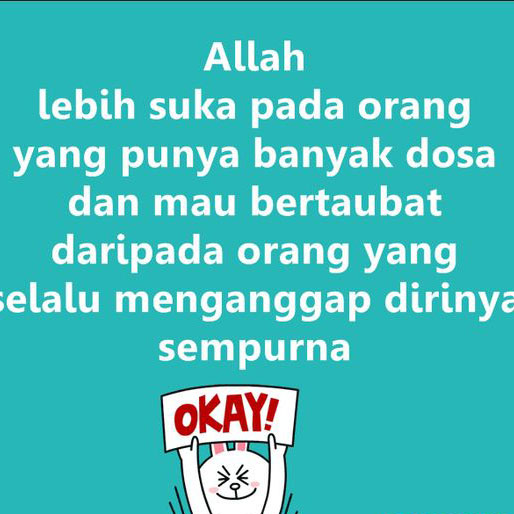 Allah
lebih suka pada orang
yang punya banyak dosa
dan mau bertaubat
daripada orang yang
selalu menganggap dirinya
sempurna
OKAY!